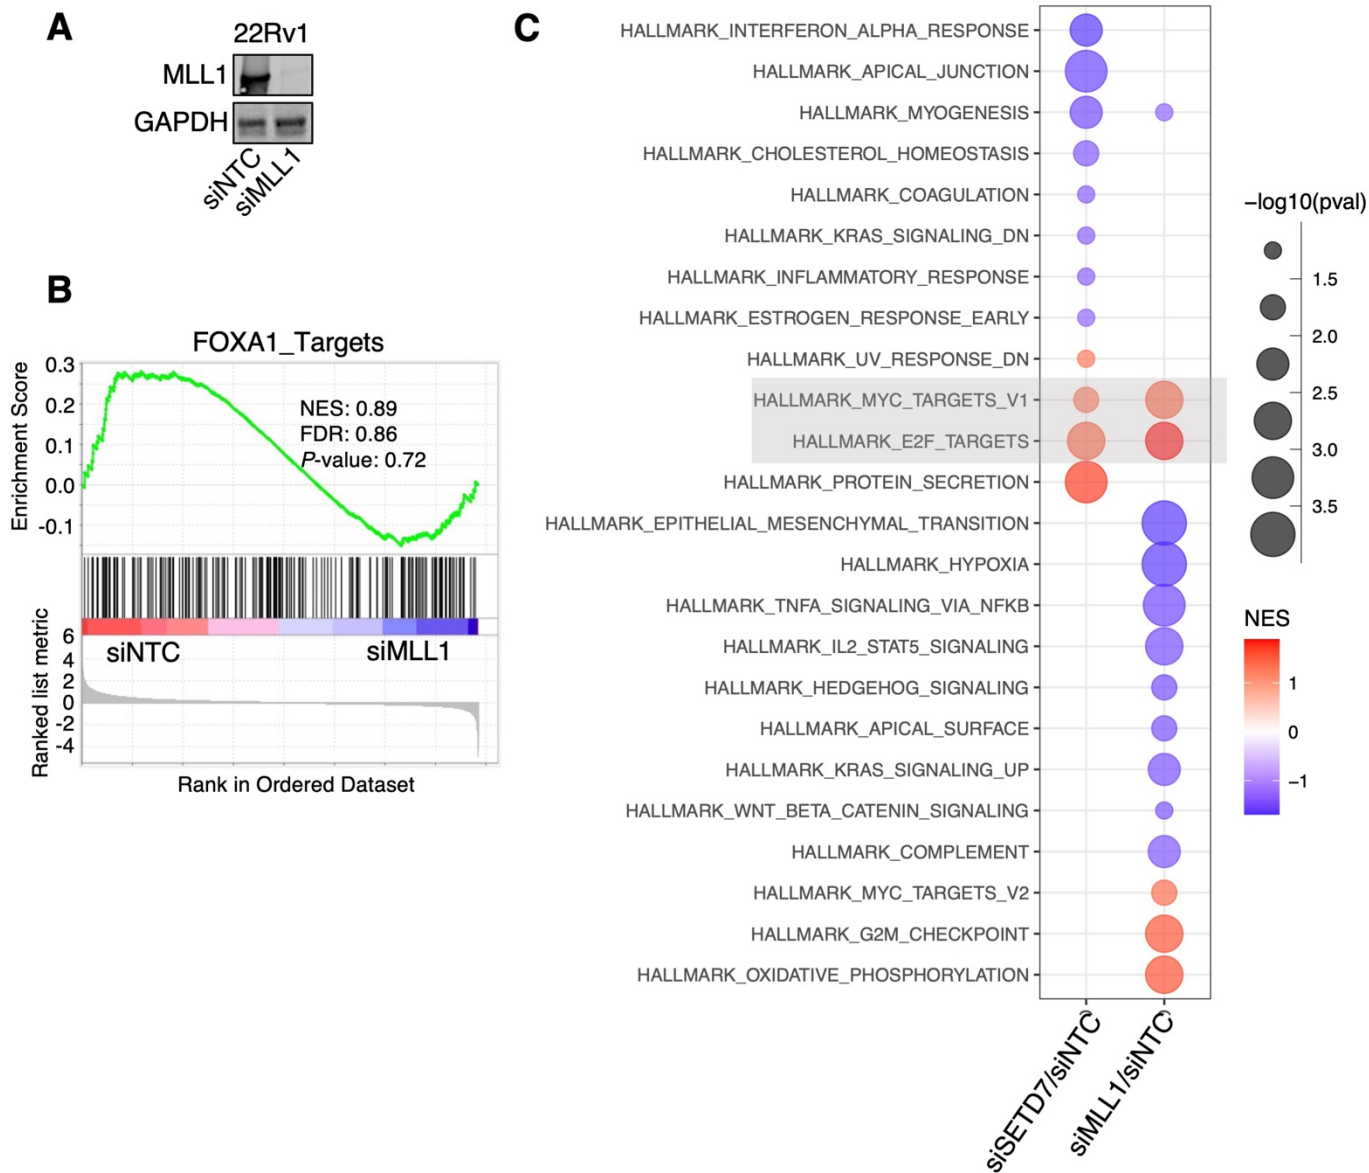 A
22Rv1
MLL1
GAPDH
siNTC
siMLL1
B
FOXA1_Targets
Enrichment Score
0.3
0.2
0.1
0.0
-0.1
NES: 0.89
FDR: 0.86
P-value: 0.72
siNTC
siMLL1
Ranked list metric
6
4
2
0
-2
-4
Rank in Ordered Dataset
C
HALLMARK_INTERFERON_ALPHA_RESPONSE
HALLMARK_APICAL_JUNCTION
HALLMARK_MYOGENESIS
HALLMARK_CHOLESTEROL_HOMEOSTASIS
HALLMARK_COAGULATION
HALLMARK_KRAS_SIGNALING_DN
HALLMARK_INFLAMMATORY_RESPONSE
HALLMARK_ESTROGEN_RESPONSE_EARLY
HALLMARK_UV_RESPONSE_DN
HALLMARK_MYC_TARGETS_V1
HALLMARK_E2F_TARGETS
HALLMARK_PROTEIN_SECRETION
HALLMARK_EPITHELIAL_MESENCHYMAL_TRANSITION
HALLMARK_HYPOXIA
HALLMARK_TNFA_SIGNALING_VIA_NFKB
HALLMARK_IL2_STAT5_SIGNALING
HALLMARK_HEDGEHOG_SIGNALING
HALLMARK_APICAL_SURFACE
HALLMARK_KRAS_SIGNALING_UP
HALLMARK_WNT_BETA_CATENIN_SIGNALING
HALLMARK_COMPLEMENT
HALLMARK_MYC_TARGETS_V2
HALLMARK_G2M_CHECKPOINT
HALLMARK_OXIDATIVE_PHOSPHORYLATION
siSETD7/siNTC
siMLL1/siNTC
−log10(pval)
1.5
2.0
2.5
3.0
3.5
NES
1
0
−1